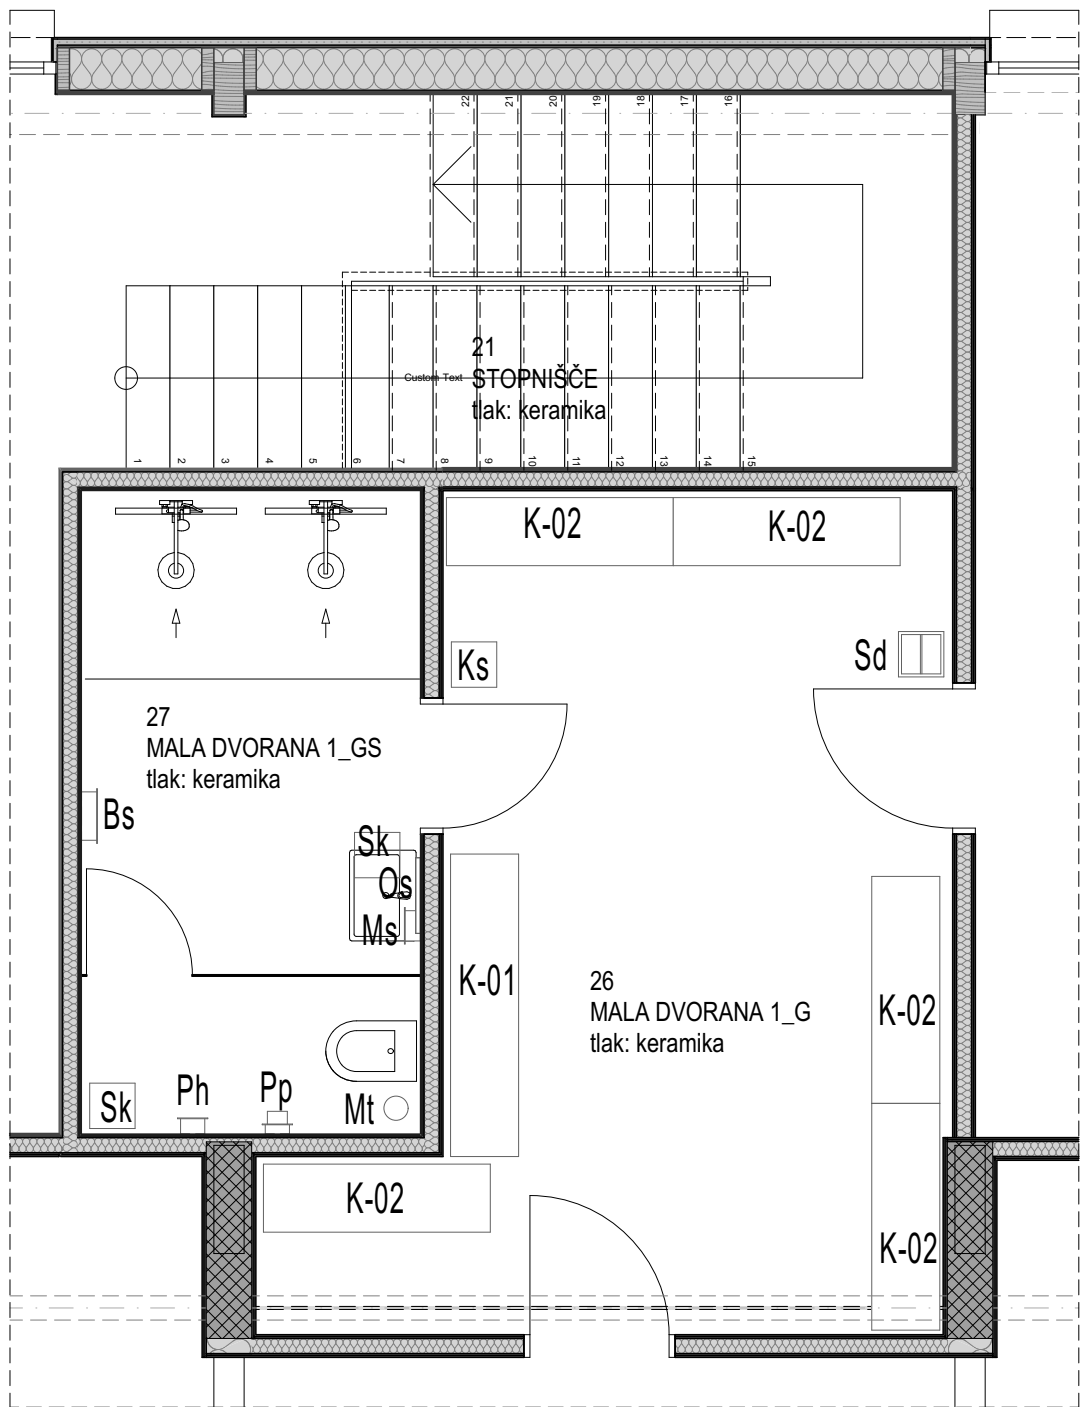 22 21 20 19 18 17 16
21
Custom Text STOPNIŠČE
tlak: keramika
1 2 3 4 5 6 7 8 9 10 11 12 13 14 15
K-02 K-02
Ks
Sd
27
MALA DVORANA 1_GS
tlak: keramika
Bs
Sk
Os
Ms
K-01
26
MALA DVORANA 1_G
tlak: keramika
K-02
Sk
Ph
Pp
Mt
K-02
K-02